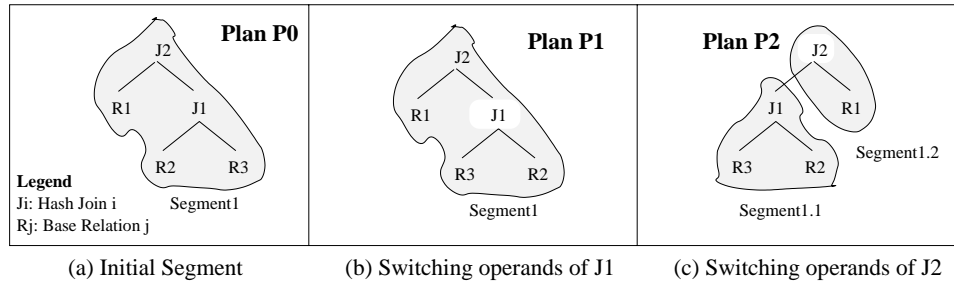 Plan P0
J2
R1
J1
R2
R3
Segment1
Legend
Ji: Hash Join i
Rj: Base Relation j
(a) Initial Segment
Plan P1
J2
R1
J1
R3
R2
Segment1
(b) Switching operands of J1
Plan P2
J2
J1
R1
R3
R2
Segment1.2
Segment1.1
(c) Switching operands of J2